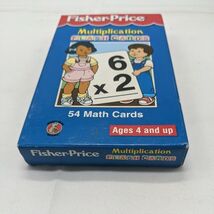 Fisher-Price
Multiplication
FLASH CARDS
6
x 2
54 Math Cards
Ages 4 and up
Fisher-Price
Multiplication
FLASH CARDS